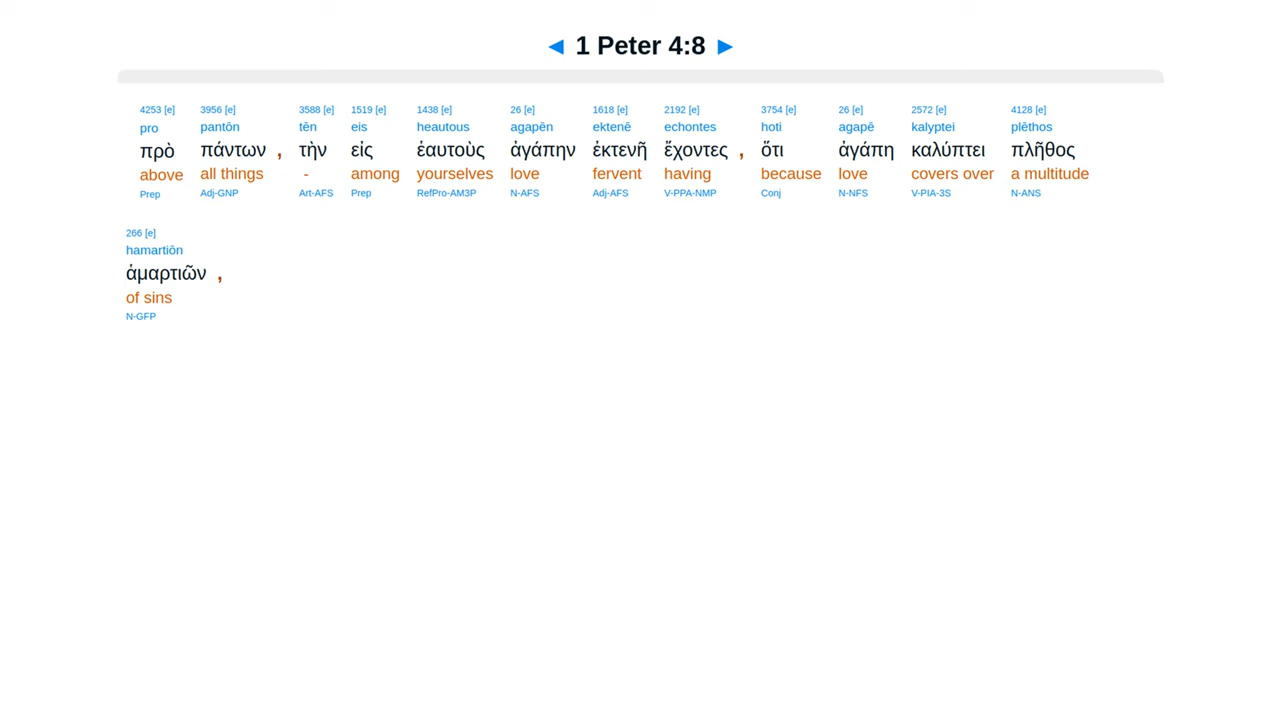 ◄ 1 Peter 4:8 ►
4253 [e] 3956 [e] 3588 [e] 1519 [e] 1438 [e] 26 [e] 1618 [e] 2192 [e] 3754 [e] 26 [e] 2572 [e] 4128 [e]
pro pantōn tēn eis heautous agapēn ektenē echontes hoti agapē kalyptei plēthos
πρὸ πάντων , τὴν εἰς ἑαυτοὺς ἀγάπην ἐκτενῆ ἔχοντες , ὅτι ἀγάπη καλύπτει πλῆθος
above all things - among yourselves love fervent having because love covers over a multitude
Prep Adj-GNP Art-AFS Prep RefPro-AM3P N-AFS Adj-AFS V-PPA-NMP Conj N-NFS V-PIA-3S N-ANS
266 [e]
hamartiōn
ἁμαρτιῶν ,
of sins
N-GFP